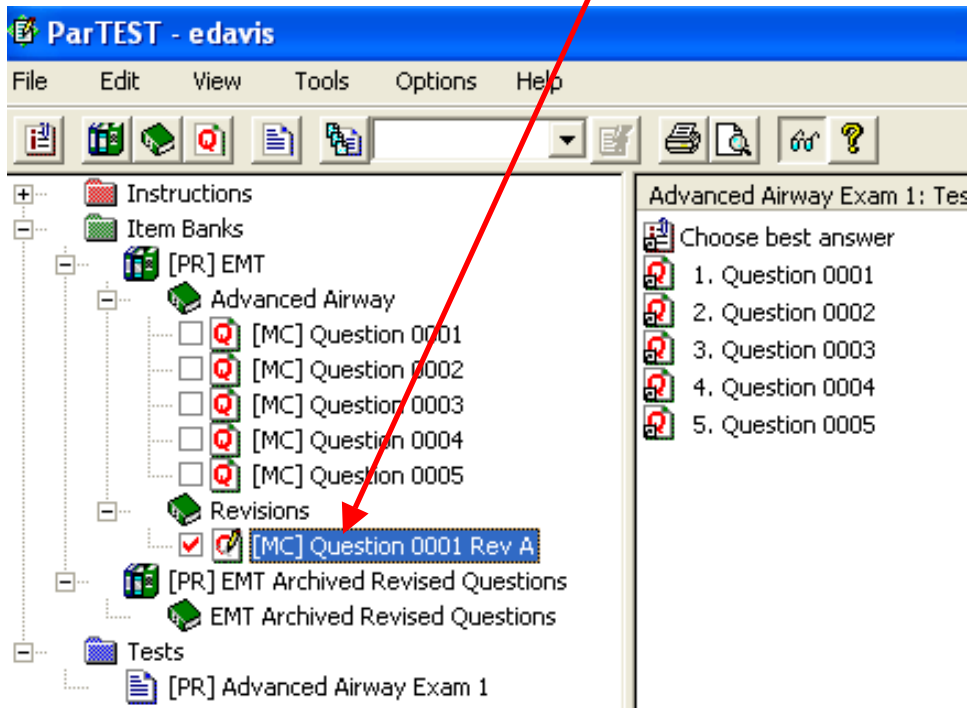 ParTEST - edavis
File Edit View Tools Options Help
Instructions
Item Banks
[PR] EMT
Advanced Airway
[MC] Question 0001
[MC] Question 0002
[MC] Question 0003
[MC] Question 0004
[MC] Question 0005
Revisions
[MC] Question 0001 Rev A
[PR] EMT Archived Revised Questions
EMT Archived Revised Questions
Tests
[PR] Advanced Airway Exam 1
Advanced Airway Exam 1: Tes
Choose best answer
1. Question 0001
2. Question 0002
3. Question 0003
4. Question 0004
5. Question 0005